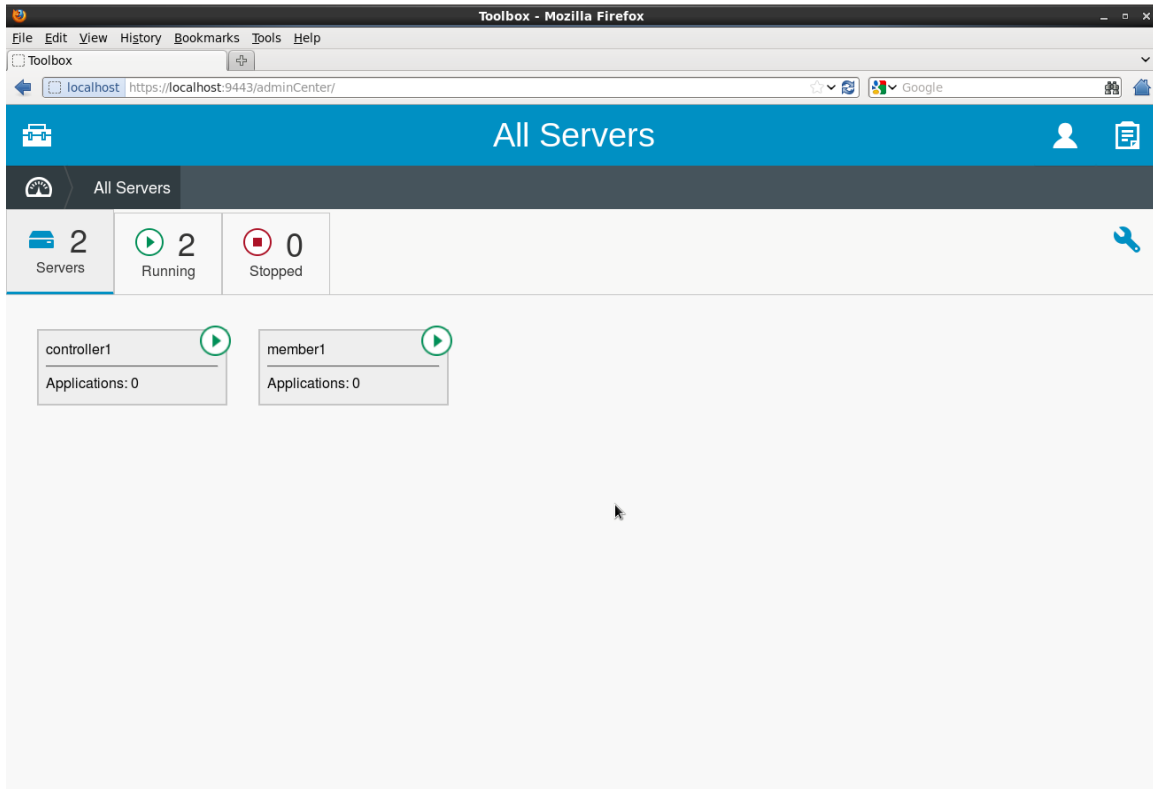 Toolbox - Mozilla Firefox
File Edit View History Bookmarks Tools Help
Toolbox
localhost https://localhost:9443/adminCenter/ Google
All Servers
All Servers
2 2 0
Servers Running Stopped
controller1 member1
Applications: 0 Applications: 0